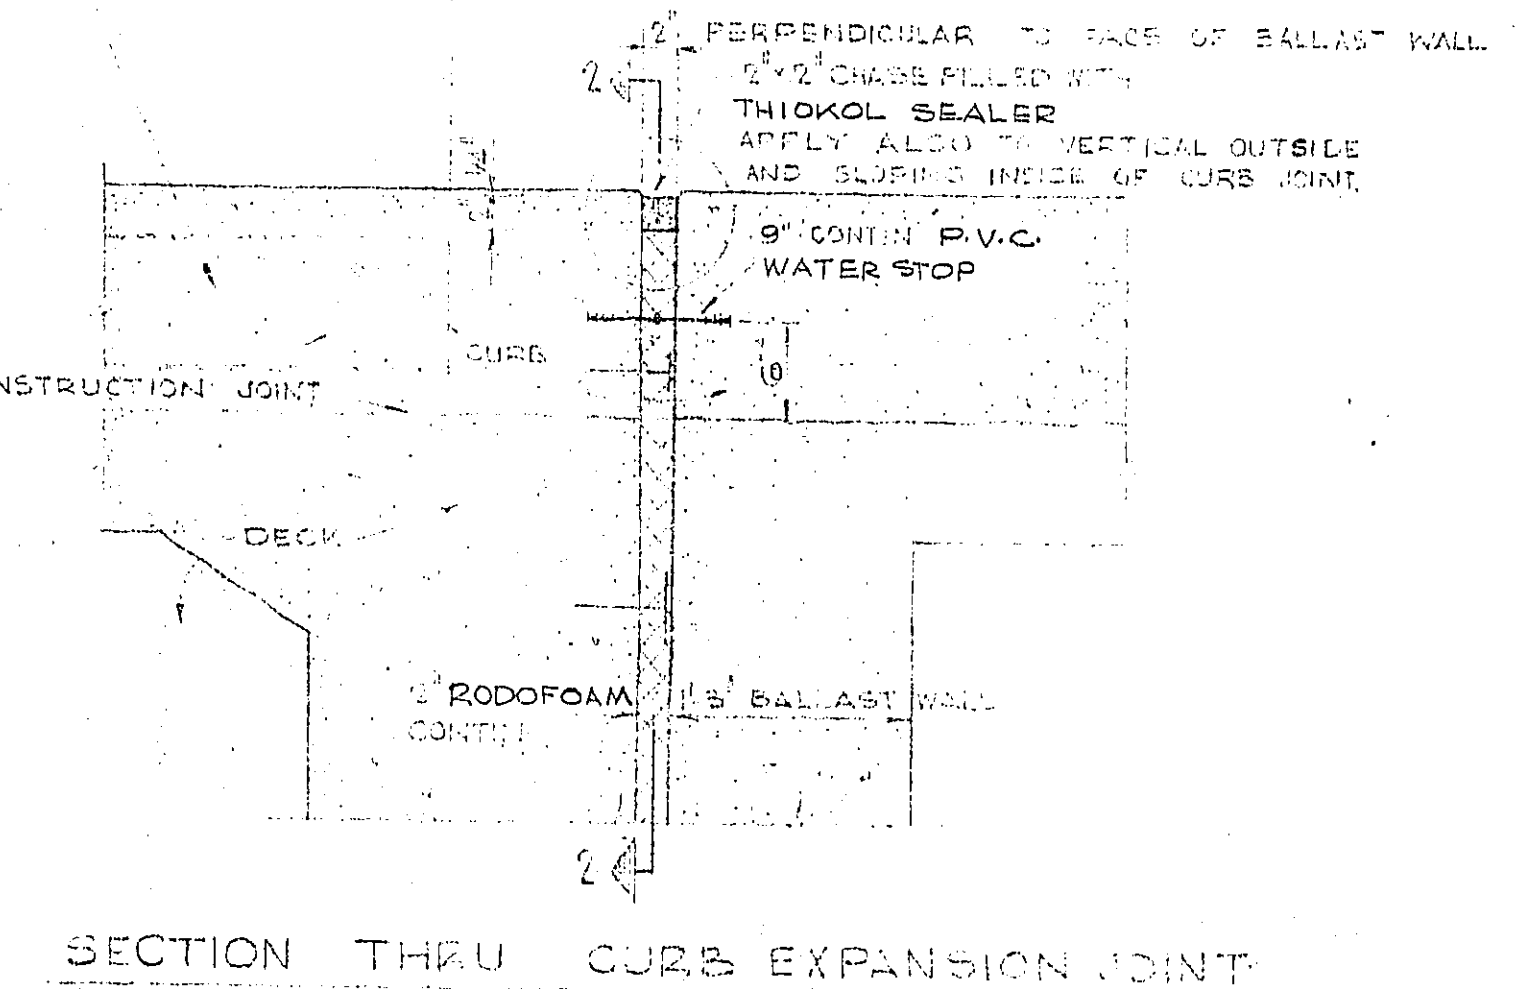 2" PERPENDICULAR TO FACE OF BALLAST WALL
2
2"x2" CHASE FILLED WITH
THIOKOL SEALER
APPLY ALSO TO VERTICAL OUTSIDE
AND SLOPING INSIDE OF CURB JOINT.
9" CONTIN P.V.C.
WATER STOP
CURB
NSTRUCTION JOINT
DECK
2" RODOFOAM
CONTIN
BALLAST WALL
2
SECTION THRU CURB EXPANSION JOINT